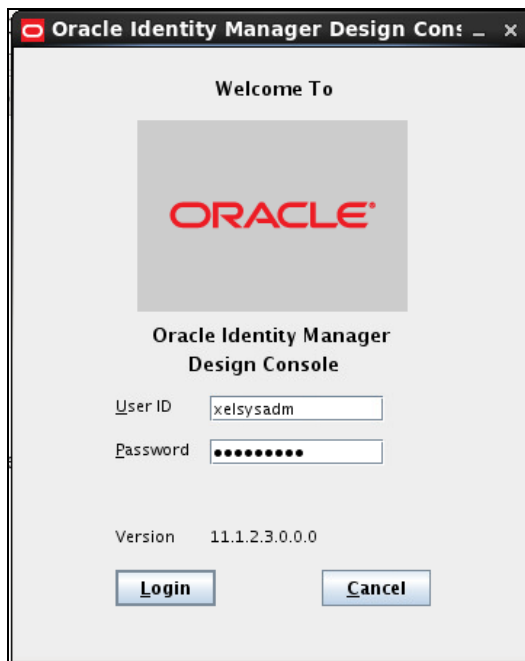 Oracle Identity Manager Design Cons
Welcome To
ORACLE®
Oracle Identity Manager
Design Console
User ID xelsysadm
Password •••••••••
Version 11.1.2.3.0.0.0
Login Cancel